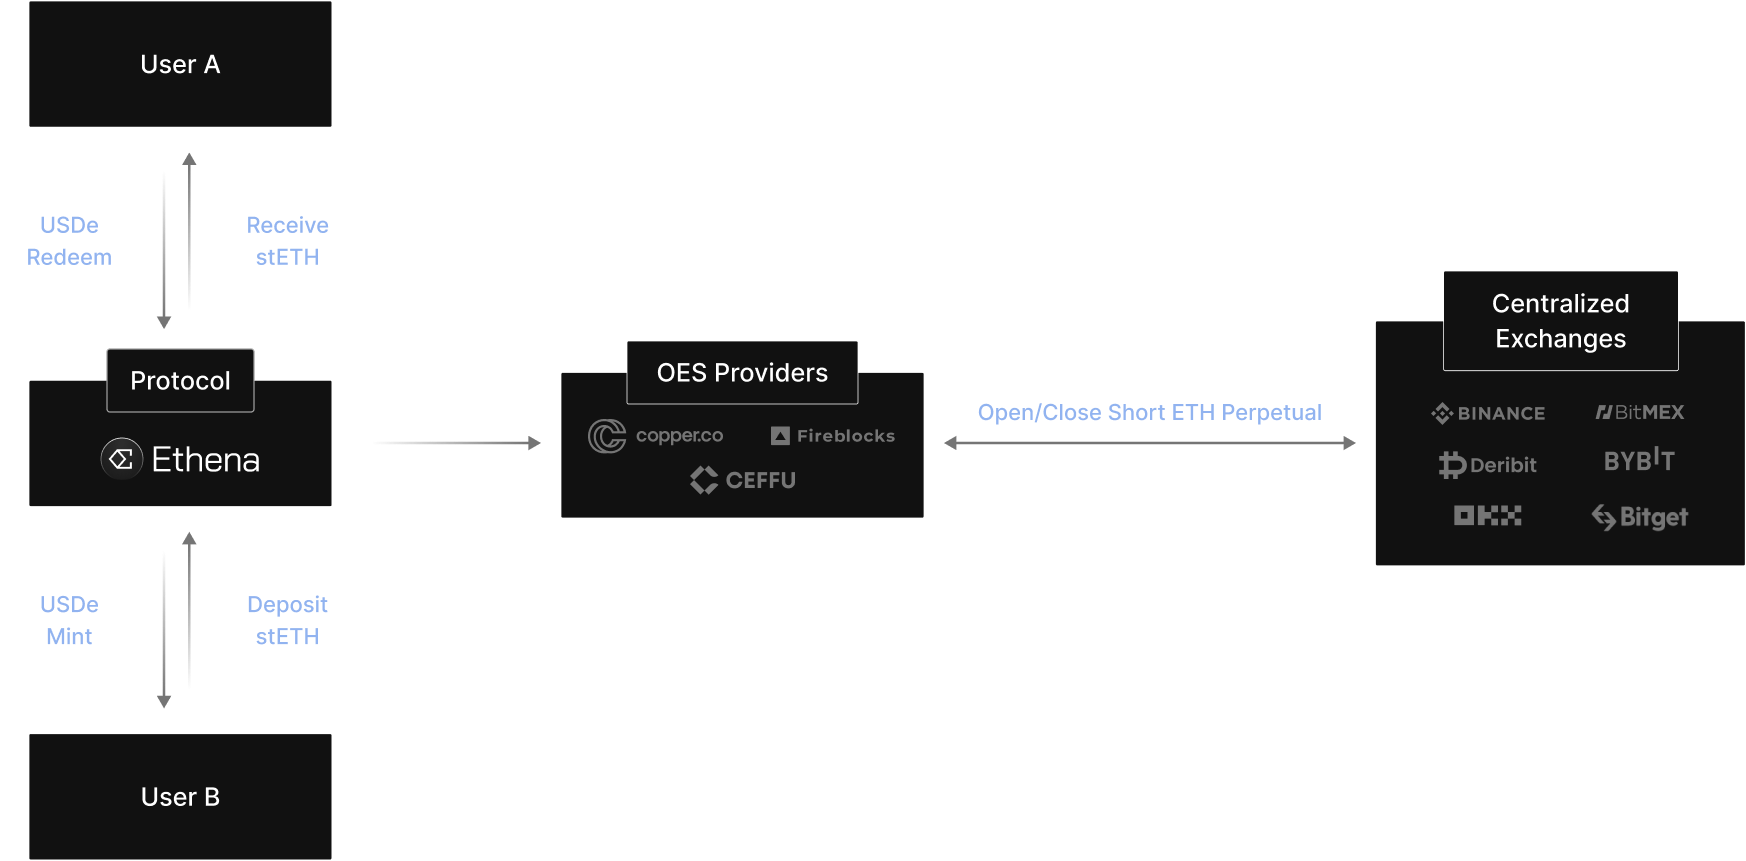 User A
USDe
Redeem
Receive
stETH
Protocol
Ethena
USDe
Mint
Deposit
stETH
User B
OES Providers
copper.co
Fireblocks
CEFFU
Open/Close Short ETH Perpetual
Centralized
Exchanges
BINANCE
BitMEX
Deribit
BYBIT
OKX
Bitget